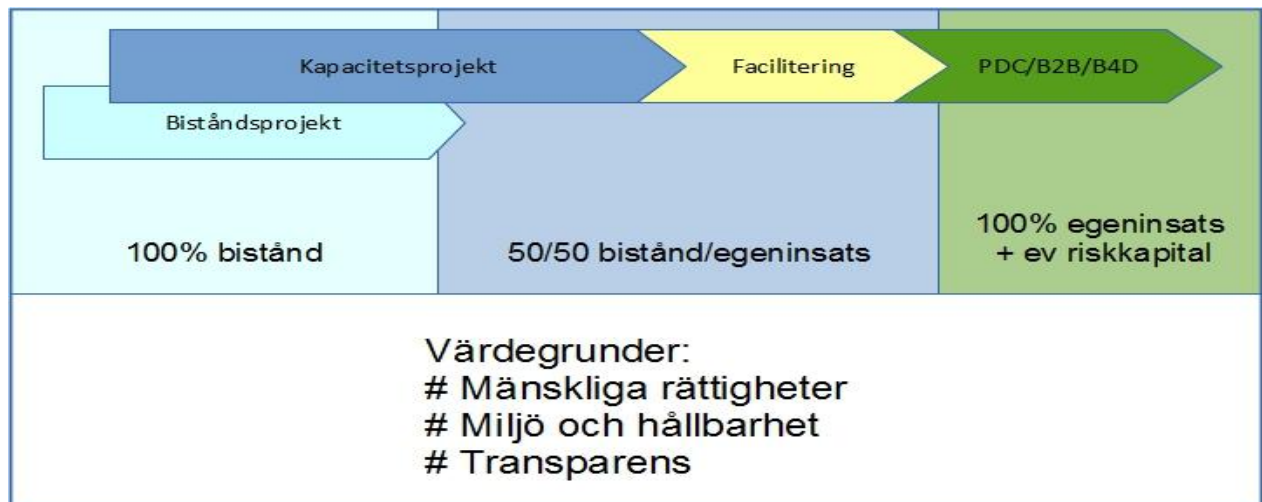 Kapacitetsprojekt
Facilitering
PDC/B2B/B4D
Biståndsprojekt
100% bistånd
50/50 bistånd/egeninsats
100% egeninsats
+ ev riskkapital
Värdegrunder:
# Mänskliga rättigheter
# Miljö och hållbarhet
# Transparens